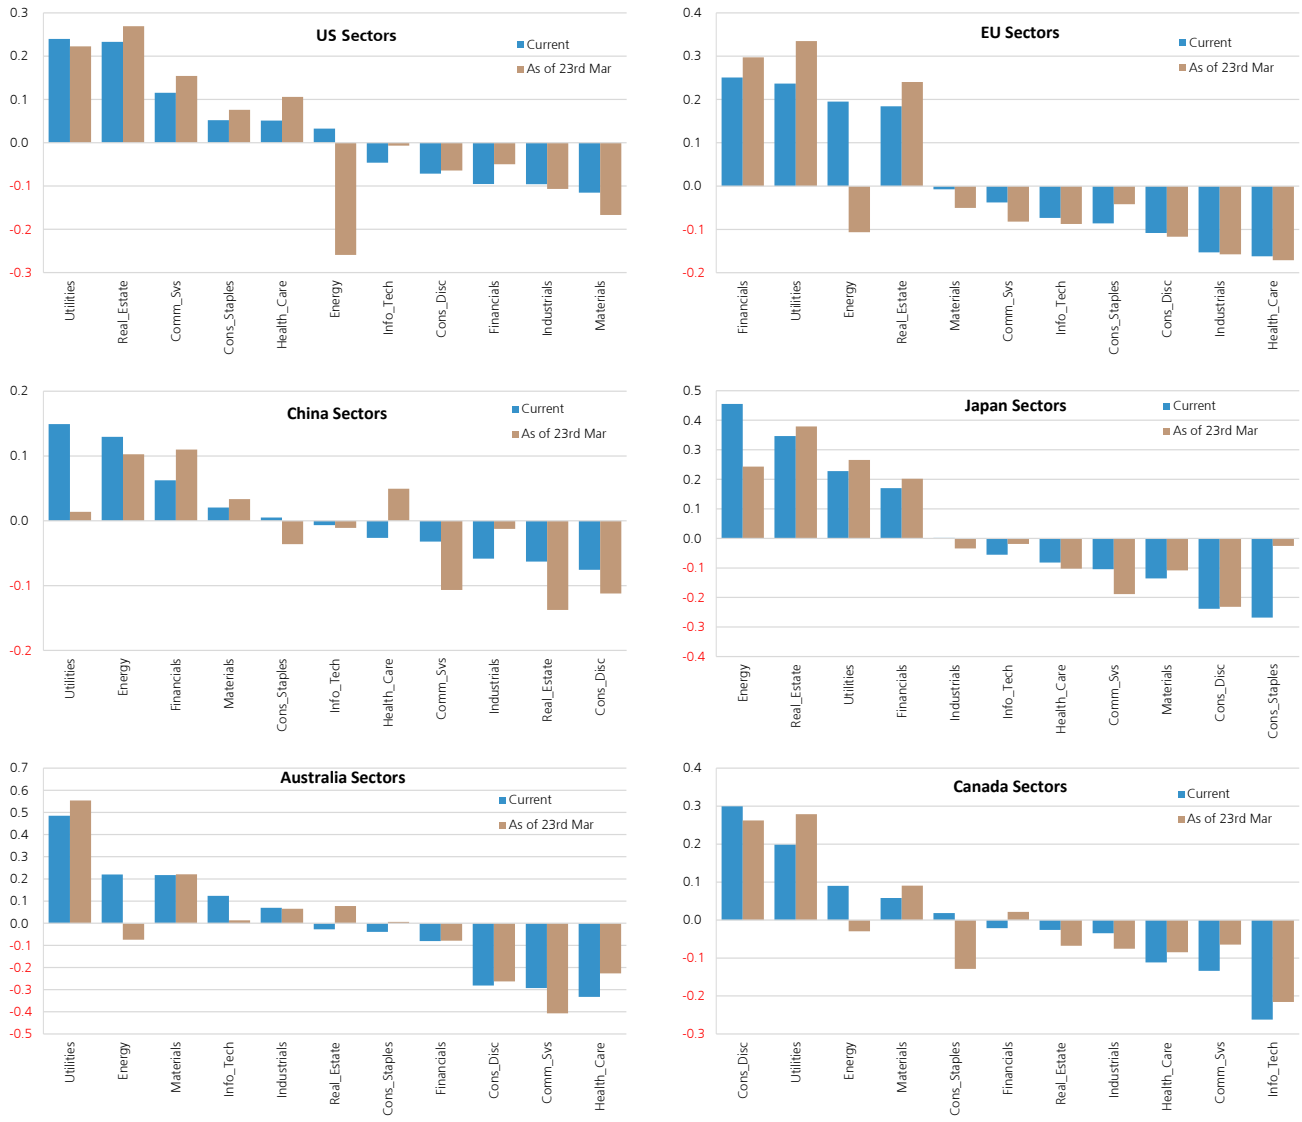 US Sectors
Current
As of 23rd Mar
0.3
0.2
0.1
0.0
-0.1
-0.2
-0.3
Utilities
Real_Estate
Comm_Svs
Cons_Staples
Health_Care
Energy
Info_Tech
Cons_Disc
Financials
Industrials
Materials
EU Sectors
Current
As of 23rd Mar
0.4
0.3
0.2
0.1
0.0
-0.1
-0.2
Financials
Utilities
Energy
Real_Estate
Materials
Comm_Svs
Info_Tech
Cons_Staples
Cons_Disc
Industrials
Health_Care
China Sectors
Current
As of 23rd Mar
0.2
0.1
0.0
-0.1
-0.2
Utilities
Energy
Financials
Materials
Cons_Staples
Info_Tech
Health_Care
Comm_Svs
Industrials
Real_Estate
Cons_Disc
Japan Sectors
Current
As of 23rd Mar
0.5
0.4
0.3
0.2
0.1
0.0
-0.1
-0.2
-0.3
-0.4
Energy
Real_Estate
Utilities
Financials
Industrials
Info_Tech
Health_Care
Comm_Svs
Materials
Cons_Disc
Cons_Staples
Australia Sectors
Current
As of 23rd Mar
0.7
0.6
0.5
0.4
0.3
0.2
0.1
0.0
-0.1
-0.2
-0.3
-0.4
-0.5
Utilities
Energy
Materials
Info_Tech
Industrials
Real_Estate
Cons_Staples
Financials
Cons_Disc
Comm_Svs
Health_Care
Canada Sectors
Current
As of 23rd Mar
0.4
0.3
0.2
0.1
0.0
-0.1
-0.2
-0.3
Cons_Disc
Utilities
Energy
Materials
Cons_Staples
Financials
Real_Estate
Industrials
Health_Care
Comm_Svs
Info_Tech